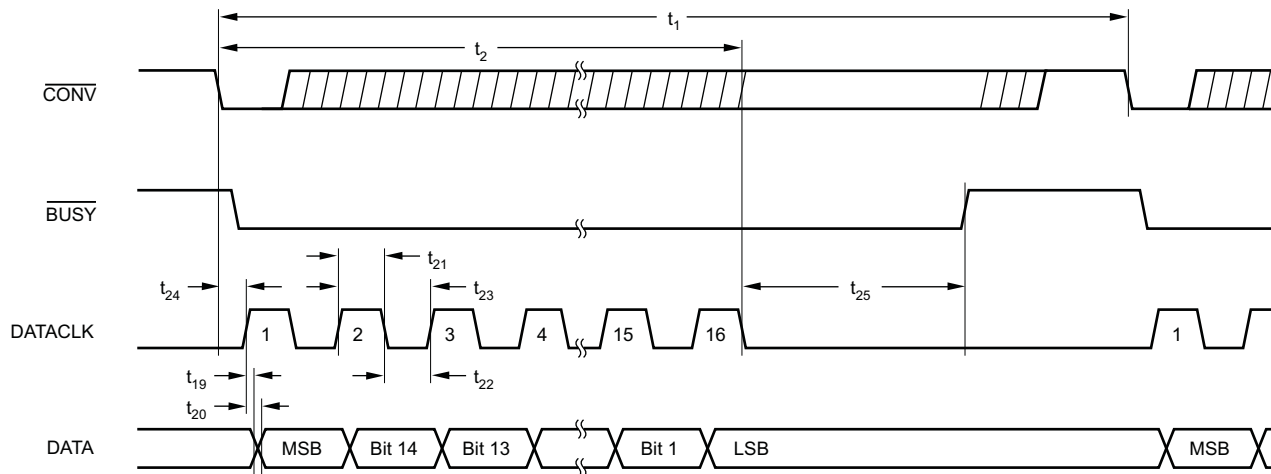 t1
t2
CONV
BUSY
t24
t21
t23
t25
DATACLK
1 2 3 4 15 16 1
t19
t22
t20
DATA
MSB Bit 14 Bit 13 Bit 1 LSB MSB